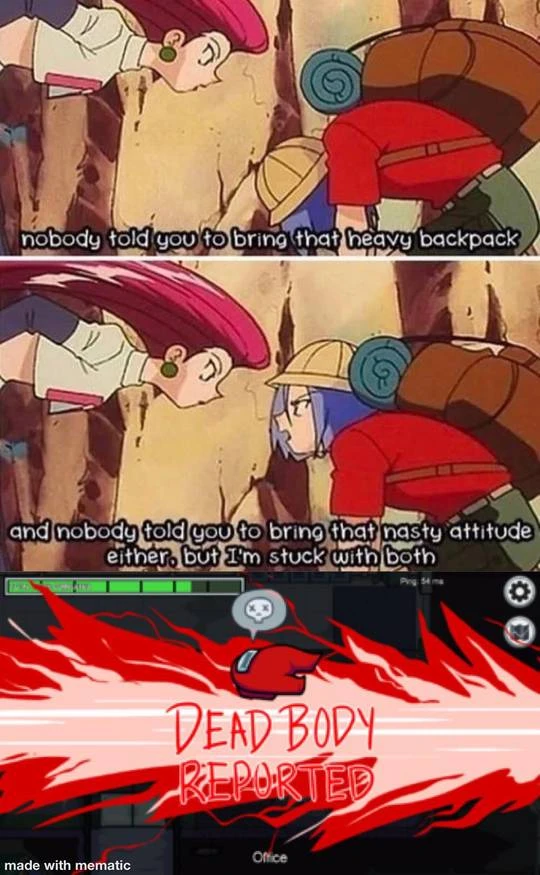 nobody told you to bring that heavy backpack
and nobody told you to bring that nasty attitude
either, but I'm stuck with both
Ping: 54 ms
DEAD BODY
REPORTED
Office
made with mematic